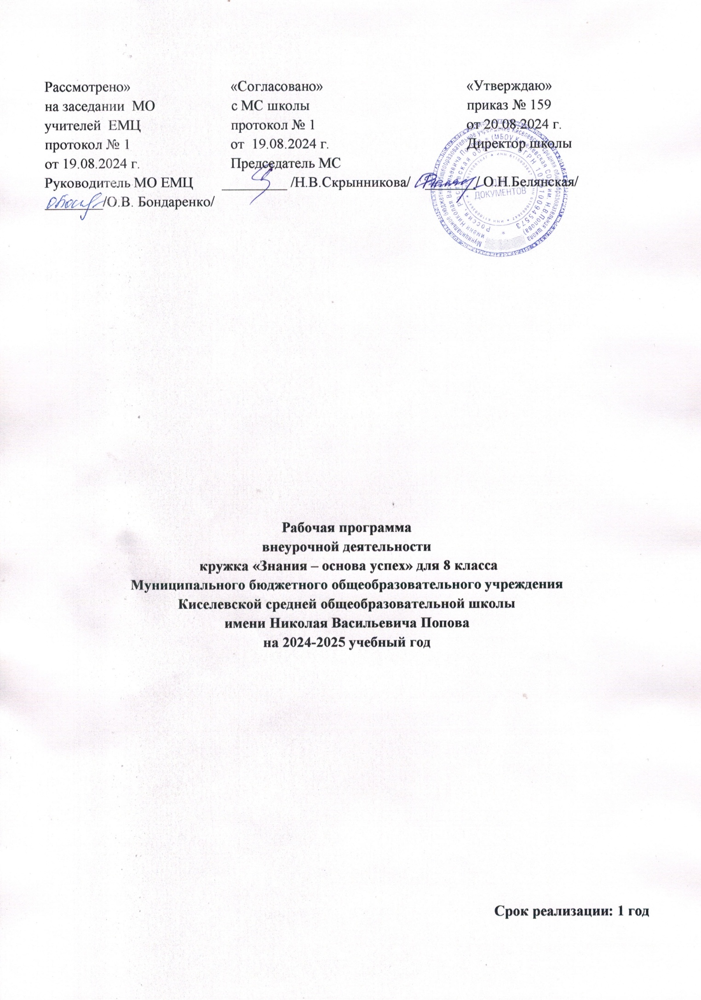 Рассмотрено»
на заседании МО
учителей ЕМЦ
протокол № 1
от 19.08.2024 г.
Руководитель МО ЕМЦ
_________/О.В. Бондаренко/
«Согласовано»
с МС школы
протокол № 1
от 19.08.2024 г.
Председатель МС
__________ /Н.В.Скрынникова/
«Утверждаю»
приказ № 159
от 20.08.2024 г.
Директор школы
________/ О.Н.Белянская/
ДОКУМЕНТОВ
Рабочая программа
внеурочной деятельности
кружка «Знания – основа успех» для 8 класса
Муниципального бюджетного общеобразовательного учреждения
Киселевской средней общеобразовательной школы
имени Николая Васильевича Попова
на 2024-2025 учебный год
Срок реализации: 1 год